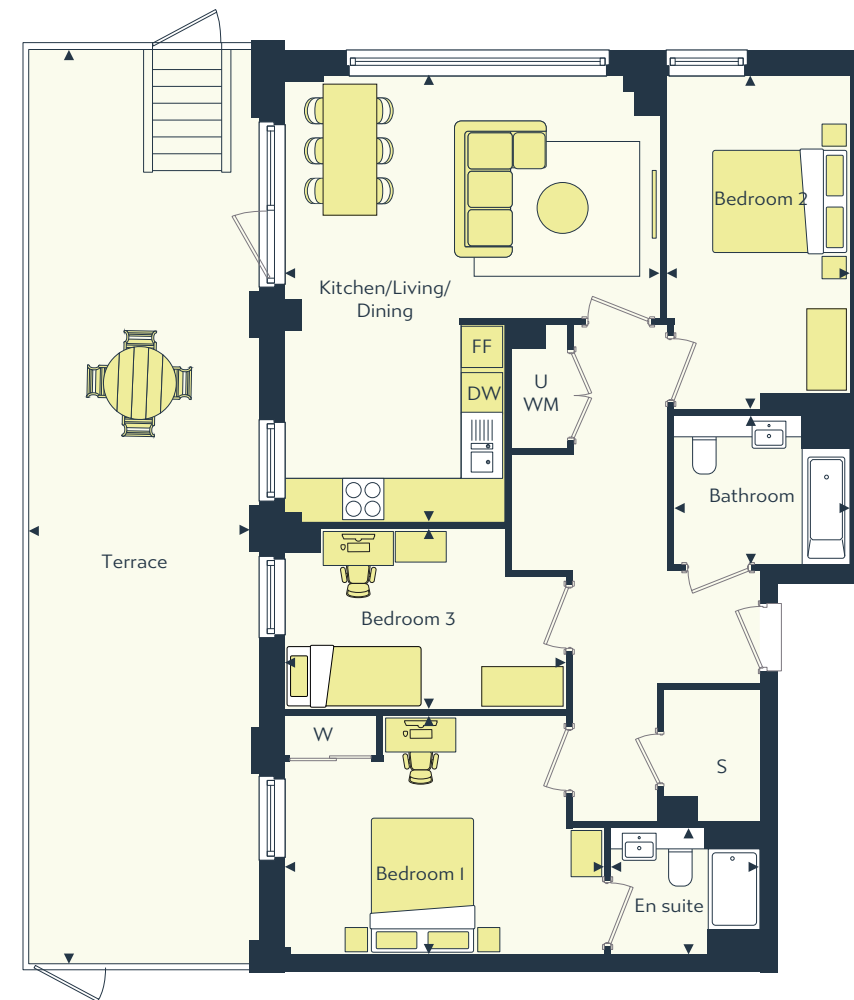 Bedroom 2
Kitchen/Living/
Dining
FF
DW
U
WM
Bathroom
Terrace
Bedroom 3
W
S
Bedroom 1
En suite